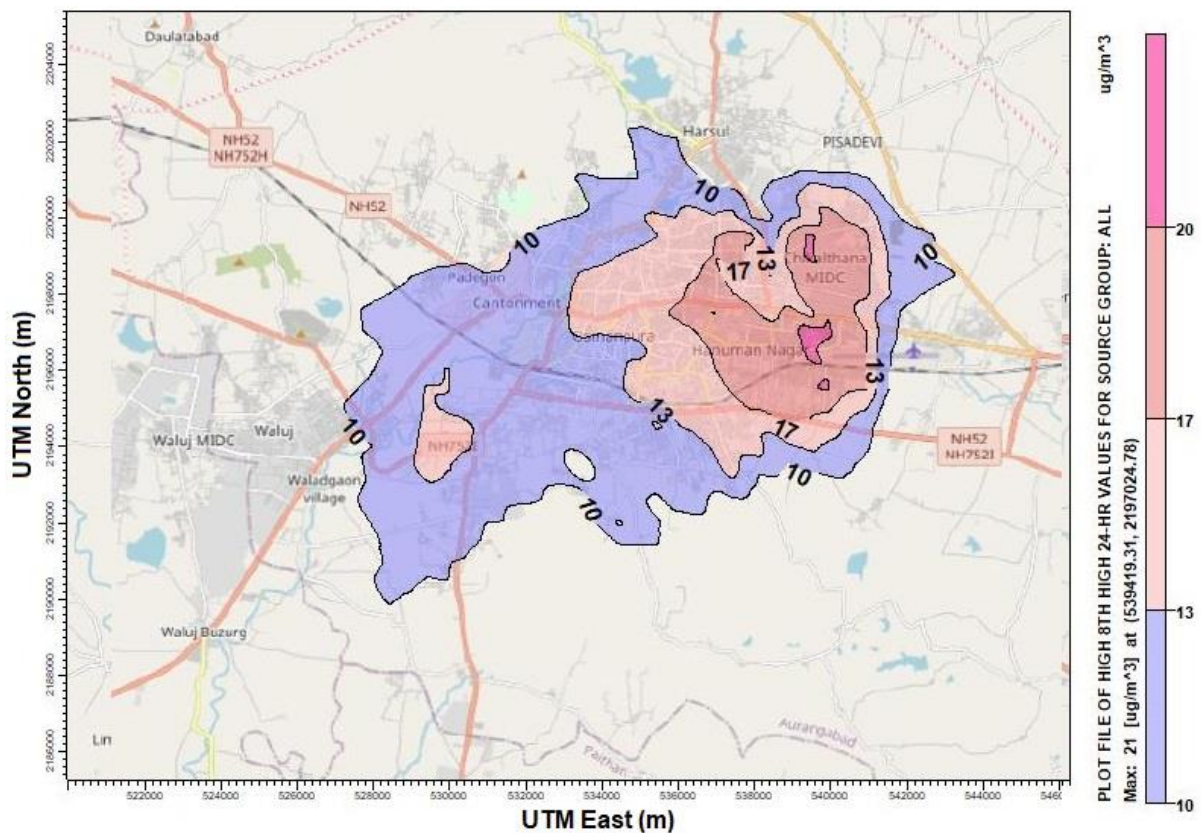 Daulatabad
NH52
NH752H
NH52
Harsul
PISADEVI
10
10
10
13
17
MIDC
Padegon
Cantonment
Hanuman Nagar
13
13
17
10
10
10
Waluj MIDC
Waluj
Waladgaon
village
NH52
NH752I
Waluj Buzurg
Lin
Aurangabad
Paithan
UTM North (m)
2204000
2202000
2200000
2198000
2196000
2194000
2192000
2190000
2188000
2186000
522000
524000
526000
528000
530000
532000
534000
536000
538000
540000
542000
544000
UTM East (m)
PLOT FILE OF HIGH 8TH HIGH 24-HR VALUES FOR SOURCE GROUP: ALL
ug/m^3
Max: 21 [ug/m^3] at (539419.31, 2197024.78)
20
17
13
10